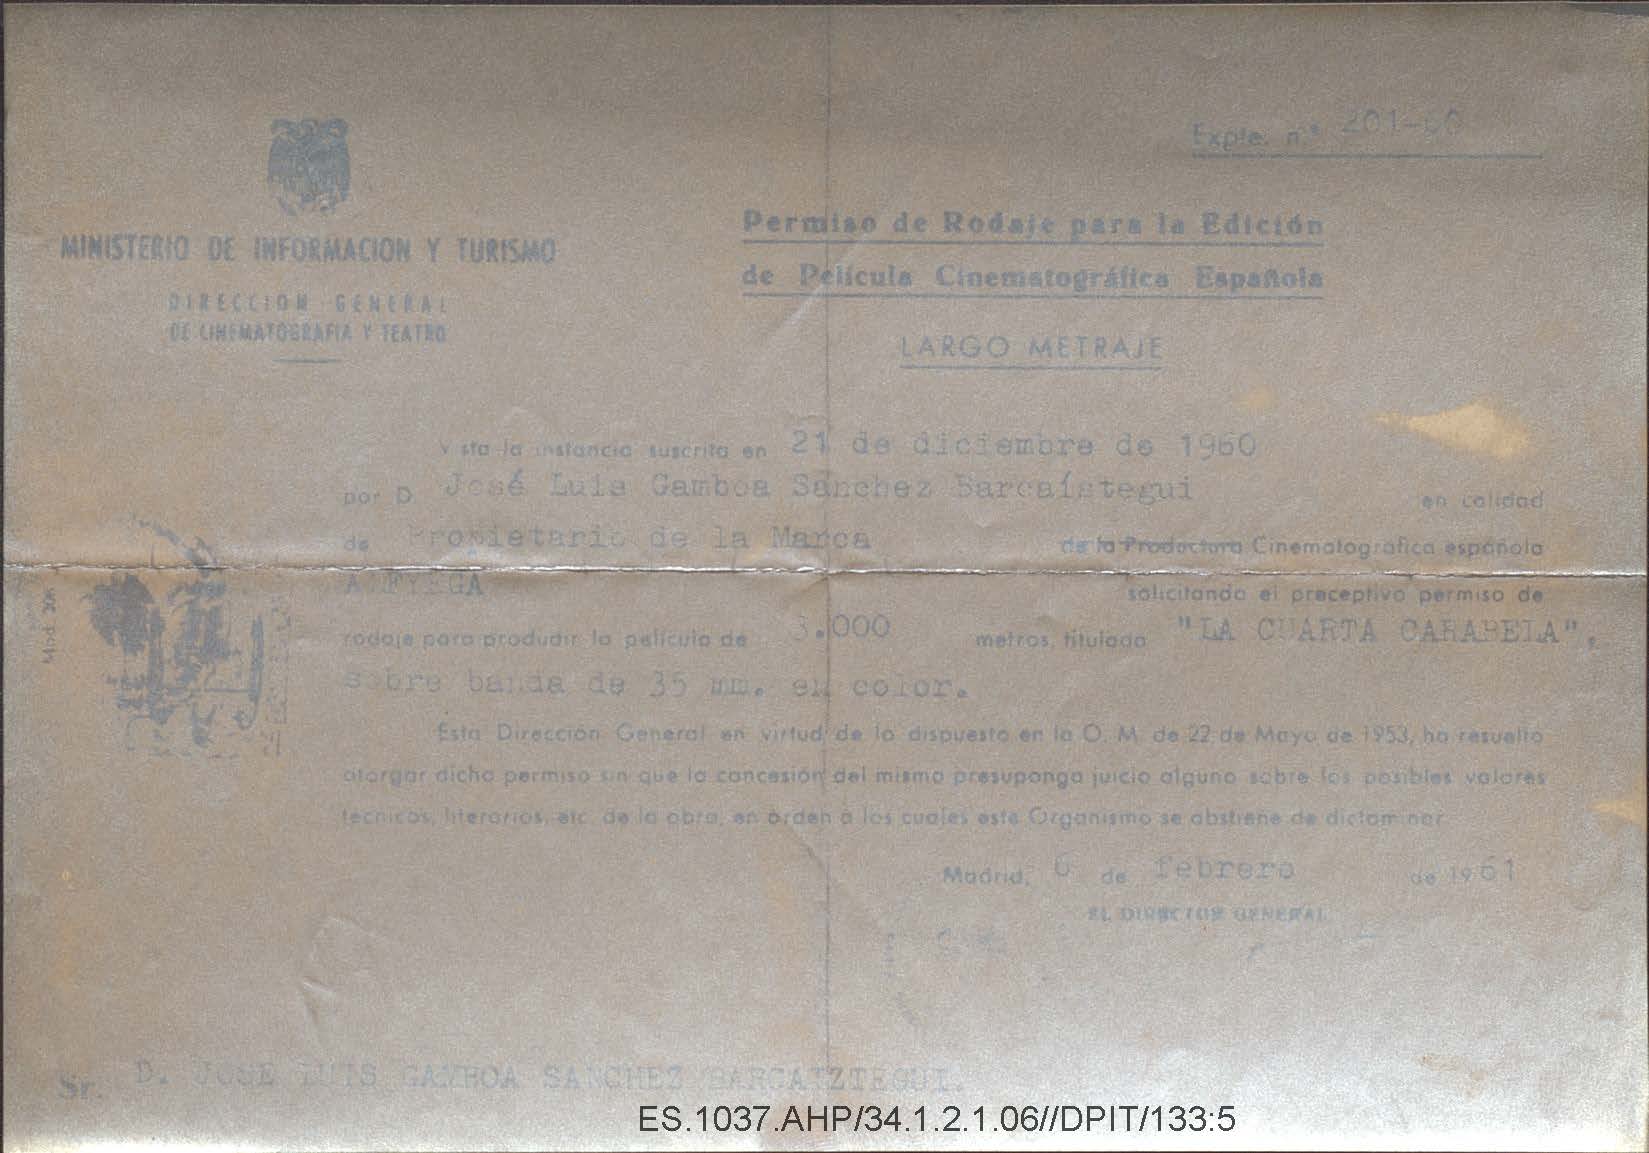 Expte. n.° 201-60
MINISTERIO DE INFORMACION Y TURISMO
DIRECCION GENERAL
DE CINEMATOGRAFIA Y TEATRO
Permiso de Rodaje para la Edición
de Película Cinematográfica Española
LARGO METRAJE
Vista la instancia suscrita en 21 de diciembre de 1960
por D. José Luis Gamboa Sanchez Barcaístegui en calidad
de Propietario de la Marca de la Productora Cinematográfica española
solicitando el preceptivo permiso de
rodaje para produdir la película de 3.000 metros, titulada "LA CUARTA CARABELA",
sobre banda de 35 mm. en color.
Esta Dirección General en virtud de lo dispuesto en la O. M. de 22 de Mayo de 1953, ha resuelto
otorgar dicho permiso sin que la concesión del mismo presuponga juicio alguno sobre los posibles valores
técnicos, literarios, etc. de la obra, en orden a los cuales este Organismo se abstiene de dictaminar.
Madrid, 6 de febrero de 1961
EL DIRECTOR GENERAL
Mod.
Sr. D. JOSE LUIS GAMBOA SANCHEZ BARCAIZTEGUI.
ES.1037.AHP/34.1.2.1.06//DPIT/133:5